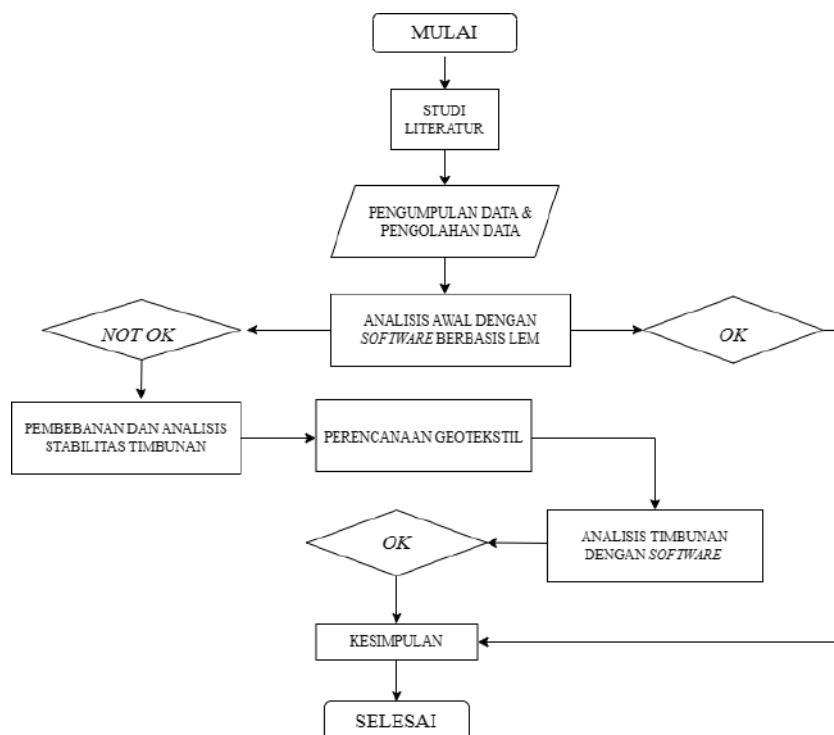 MULAI
STUDI
LITERATUR
PENGUMPULAN DATA &
PENGOLAHAN DATA
ANALISIS AWAL DENGAN
SOFTWARE BERBASIS LEM
NOT OK
OK
PEMBEBANAN DAN ANALISIS
STABILITAS TIMBUNAN
PERENCANAAN GEOTEKSTIL
ANALISIS TIMBUNAN
DENGAN SOFTWARE
OK
KESIMPULAN
SELESAI